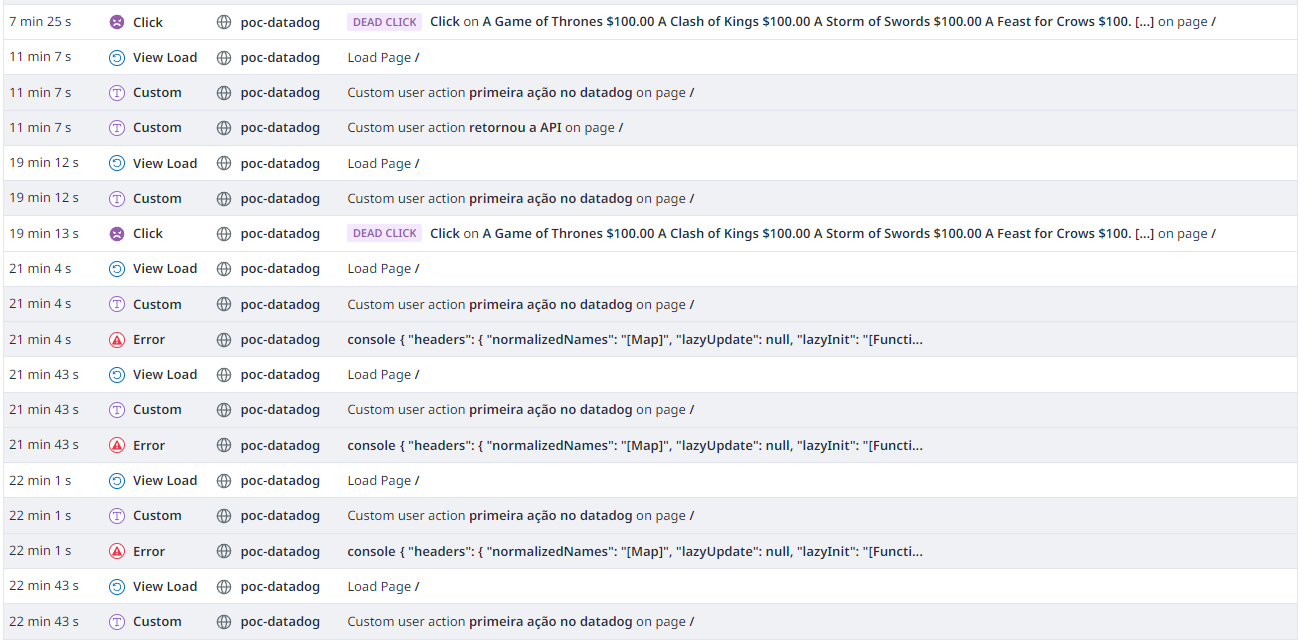 7 min 25 s Click poc-datadog DEAD CLICK Click on A Game of Thrones $100.00 A Clash of Kings $100.00 A Storm of Swords $100.00 A Feast for Crows $100. [...] on page /
11 min 7 s View Load poc-datadog Load Page /
11 min 7 s Custom poc-datadog Custom user action primeira ação no datadog on page /
11 min 7 s Custom poc-datadog Custom user action retornou a API on page /
19 min 12 s View Load poc-datadog Load Page /
19 min 12 s Custom poc-datadog Custom user action primeira ação no datadog on page /
19 min 13 s Click poc-datadog DEAD CLICK Click on A Game of Thrones $100.00 A Clash of Kings $100.00 A Storm of Swords $100.00 A Feast for Crows $100. [...] on page /
21 min 4 s View Load poc-datadog Load Page /
21 min 4 s Custom poc-datadog Custom user action primeira ação no datadog on page /
21 min 4 s Error poc-datadog console { "headers": { "normalizedNames": "[Map]", "lazyUpdate": null, "lazyInit": "[Functi...
21 min 43 s View Load poc-datadog Load Page /
21 min 43 s Custom poc-datadog Custom user action primeira ação no datadog on page /
21 min 43 s Error poc-datadog console { "headers": { "normalizedNames": "[Map]", "lazyUpdate": null, "lazyInit": "[Functi...
22 min 1 s View Load poc-datadog Load Page /
22 min 1 s Custom poc-datadog Custom user action primeira ação no datadog on page /
22 min 1 s Error poc-datadog console { "headers": { "normalizedNames": "[Map]", "lazyUpdate": null, "lazyInit": "[Functi...
22 min 43 s View Load poc-datadog Load Page /
22 min 43 s Custom poc-datadog Custom user action primeira ação no datadog on page /